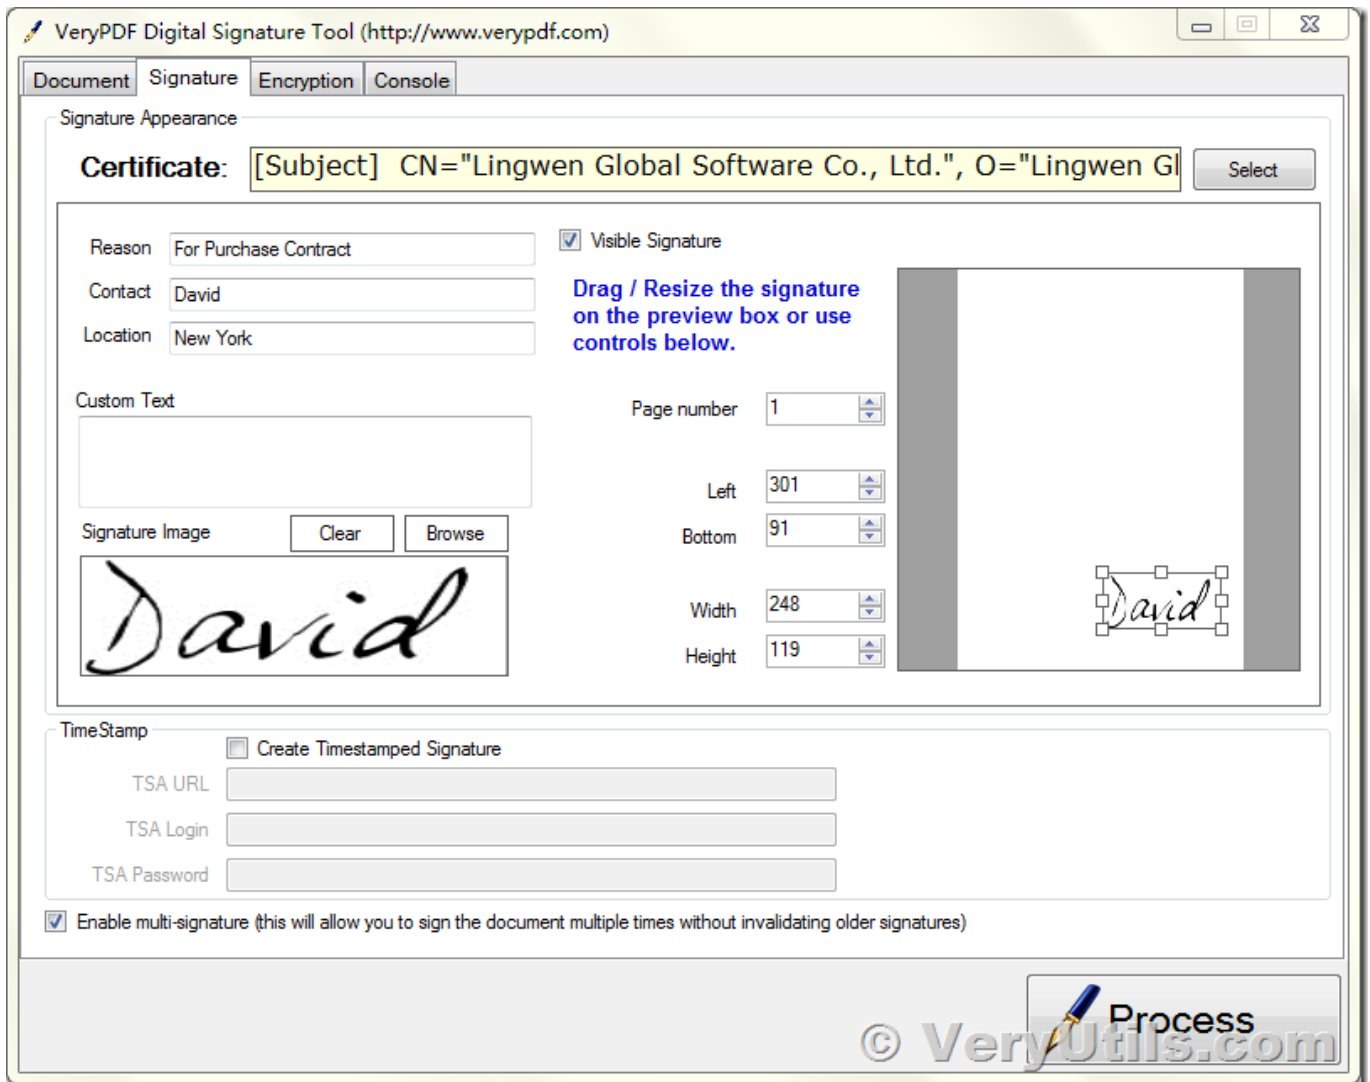 VeryPDF Digital Signature Tool (http://www.verypdf.com)
Document Signature Encryption Console
Signature Appearance
Certificate: [Subject] CN="Lingwen Global Software Co., Ltd.", O="Lingwen Gl Select
Reason For Purchase Contract
Contact David
Location New York
Custom Text
Signature Image Clear Browse
David
Visible Signature
Drag / Resize the signature
on the preview box or use
controls below.
Page number 1
Left 301
Bottom 91
Width 248
Height 119
David
TimeStamp
Create Timestamped Signature
TSA URL
TSA Login
TSA Password
Enable multi-signature (this will allow you to sign the document multiple times without invalidating older signatures)
Process
© VeryUtils.com